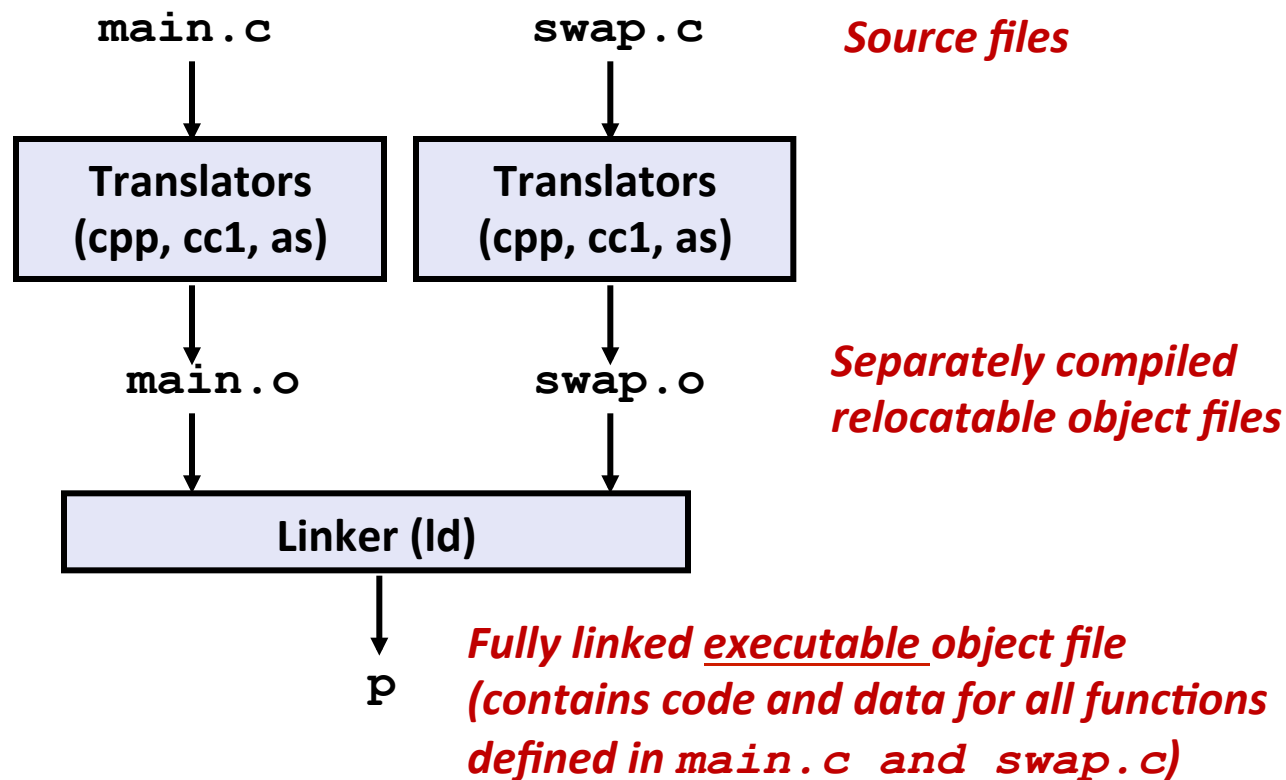 main.c swap.c Source files
Translators Translators
(cpp, cc1, as) (cpp, cc1, as)
main.o swap.o Separately compiled
relocatable object files
Linker (ld)
p Fully linked executable object file
(contains code and data for all functions
defined in main.c and swap.c)